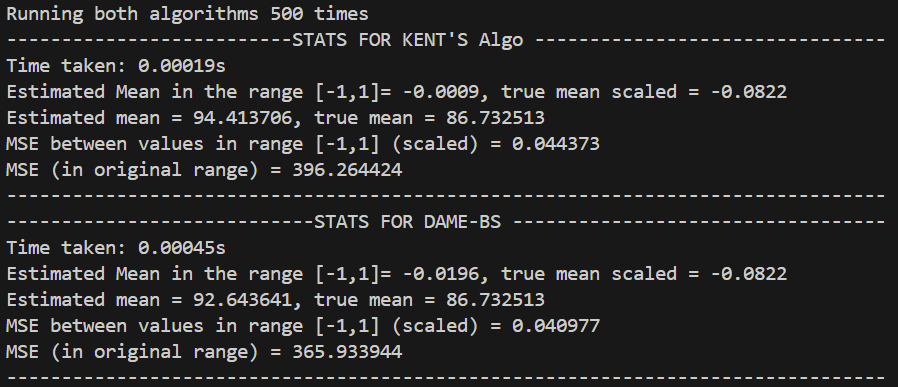 Running both algorithms 500 times
--------------------------STATS FOR KENT'S Algo --------------------------------
Time taken: 0.00019s
Estimated Mean in the range [-1,1]= -0.0009, true mean scaled = -0.0822
Estimated mean = 94.413706, true mean = 86.732513
MSE between values in range [-1,1] (scaled) = 0.044373
MSE (in original range) = 396.264424
--------------------------------------------------------------------------------
----------------------------STATS FOR DAME-BS ----------------------------------
Time taken: 0.00045s
Estimated Mean in the range [-1,1]= -0.0196, true mean scaled = -0.0822
Estimated mean = 92.643641, true mean = 86.732513
MSE between values in range [-1,1] (scaled) = 0.040977
MSE (in original range) = 365.933944
--------------------------------------------------------------------------------